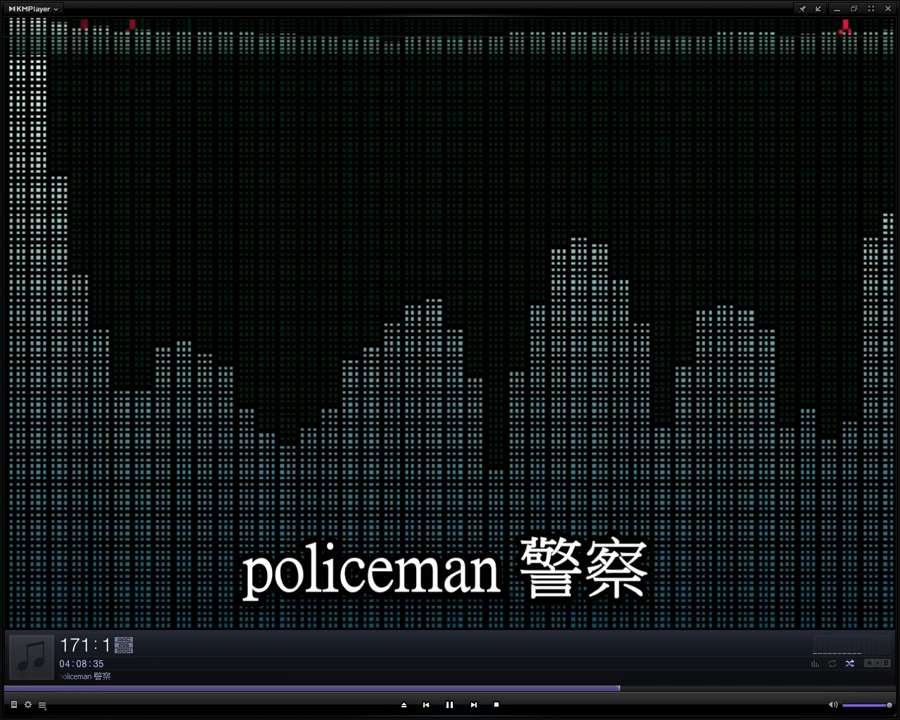 KMPlayer
policeman 警察
171:1
04:08:35
policeman 警察
A B